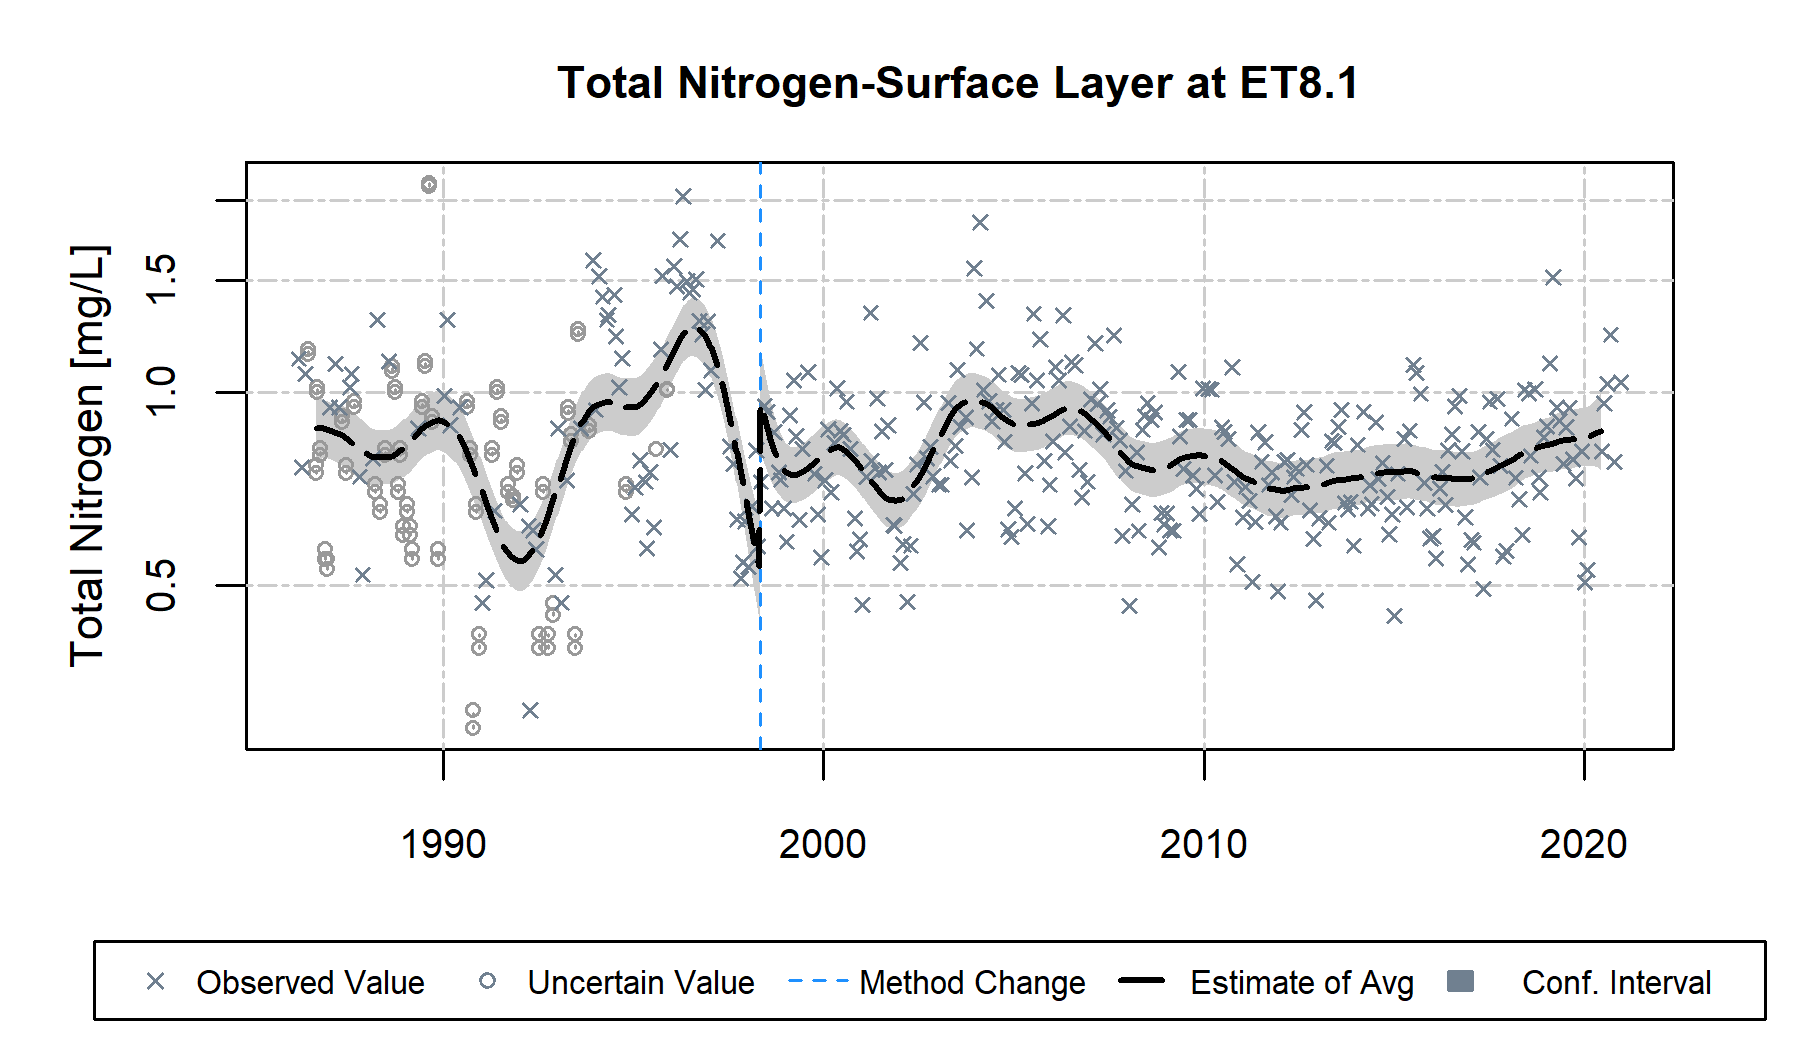 Total Nitrogen-Surface Layer at ET8.1
Total Nitrogen [mg/L]
1.5
1.0
0.5
1990 2000 2010 2020
Observed Value Uncertain Value Method Change Estimate of Avg Conf. Interval